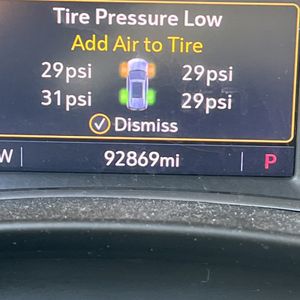 Tire Pressure Low
Add Air to Tire
29psi 29psi
31psi 29psi
Dismiss
W 92869mi P